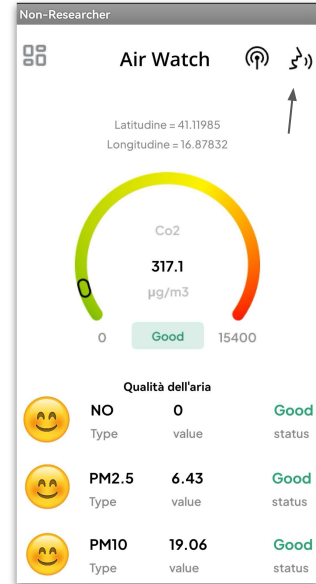 Non-Researcher
Air Watch
Latitudine = 41.11985
Longitudine = 16.87832
Co2
317.1
µg/m3
0 Good 15400
Qualità dell'aria
NO 0 Good
Type value status
PM2.5 6.43 Good
Type value status
PM10 19.06 Good
Type value status